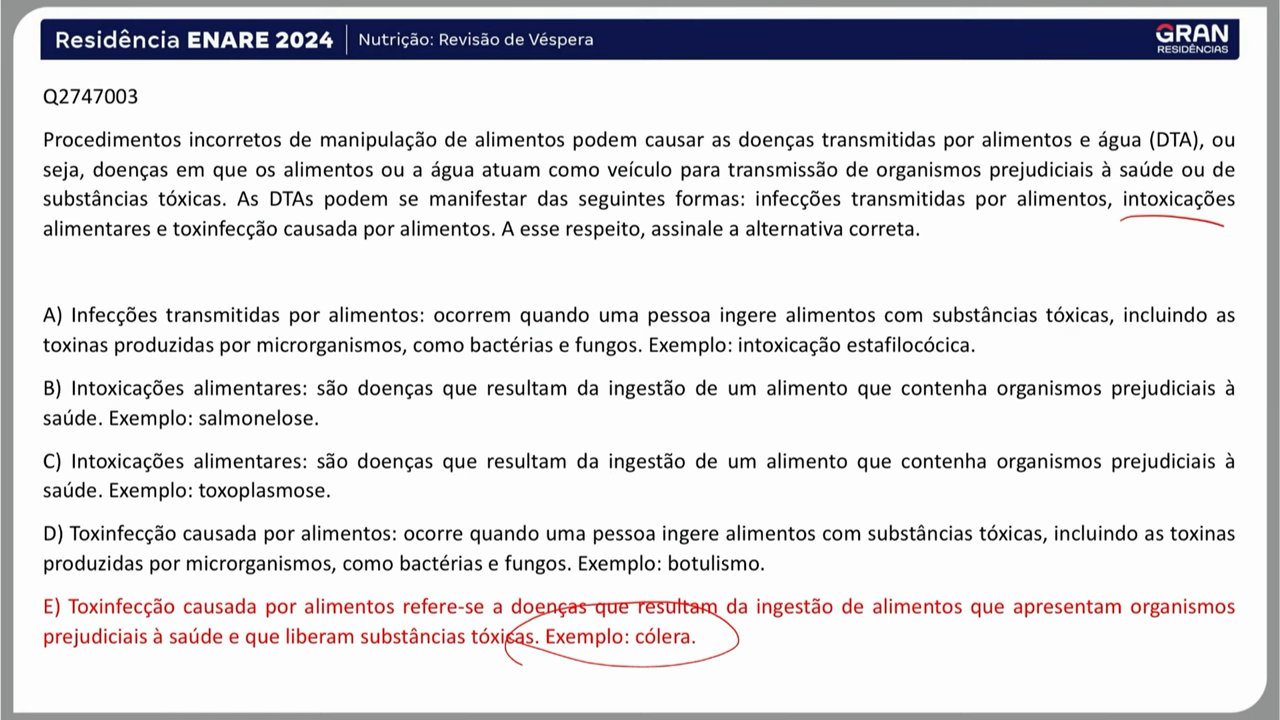 Residência ENARE 2024 | Nutrição: Revisão de Véspera
GRAN
RESIDÊNCIAS
Q2747003
Procedimentos incorretos de manipulação de alimentos podem causar as doenças transmitidas por alimentos e água (DTA), ou
seja, doenças em que os alimentos ou a água atuam como veículo para transmissão de organismos prejudiciais à saúde ou de
substâncias tóxicas. As DTAs podem se manifestar das seguintes formas: infecções transmitidas por alimentos, intoxicações
alimentares e toxinfecção causada por alimentos. A esse respeito, assinale a alternativa correta.
A) Infecções transmitidas por alimentos: ocorrem quando uma pessoa ingere alimentos com substâncias tóxicas, incluindo as
toxinas produzidas por microrganismos, como bactérias e fungos. Exemplo: intoxicação estafilocócica.
B) Intoxicações alimentares: são doenças que resultam da ingestão de um alimento que contenha organismos prejudiciais à
saúde. Exemplo: salmonelose.
C) Intoxicações alimentares: são doenças que resultam da ingestão de um alimento que contenha organismos prejudiciais à
saúde. Exemplo: toxoplasmose.
D) Toxinfecção causada por alimentos: ocorre quando uma pessoa ingere alimentos com substâncias tóxicas, incluindo as toxinas
produzidas por microrganismos, como bactérias e fungos. Exemplo: botulismo.
E) Toxinfecção causada por alimentos refere-se a doenças que resultam da ingestão de alimentos que apresentam organismos
prejudiciais à saúde e que liberam substâncias tóxicas. Exemplo: cólera.